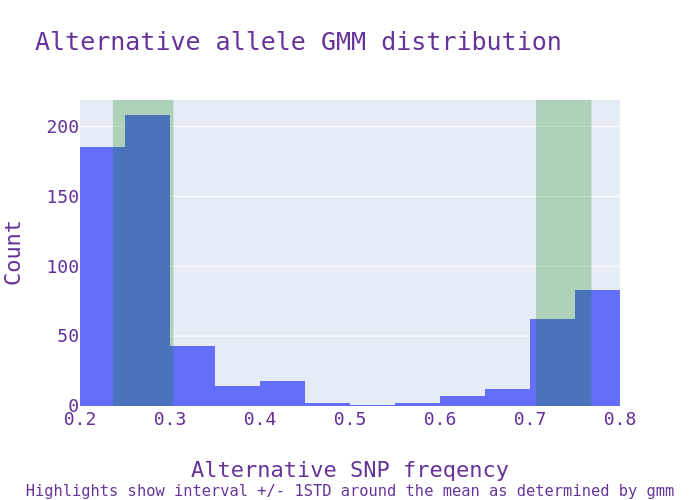 Alternative allele GMM distribution
Count
200
150
100
50
0
0.2 0.3 0.4 0.5 0.6 0.7 0.8
Alternative SNP freqency
Highlights show interval +/- 1STD around the mean as determined by gmm